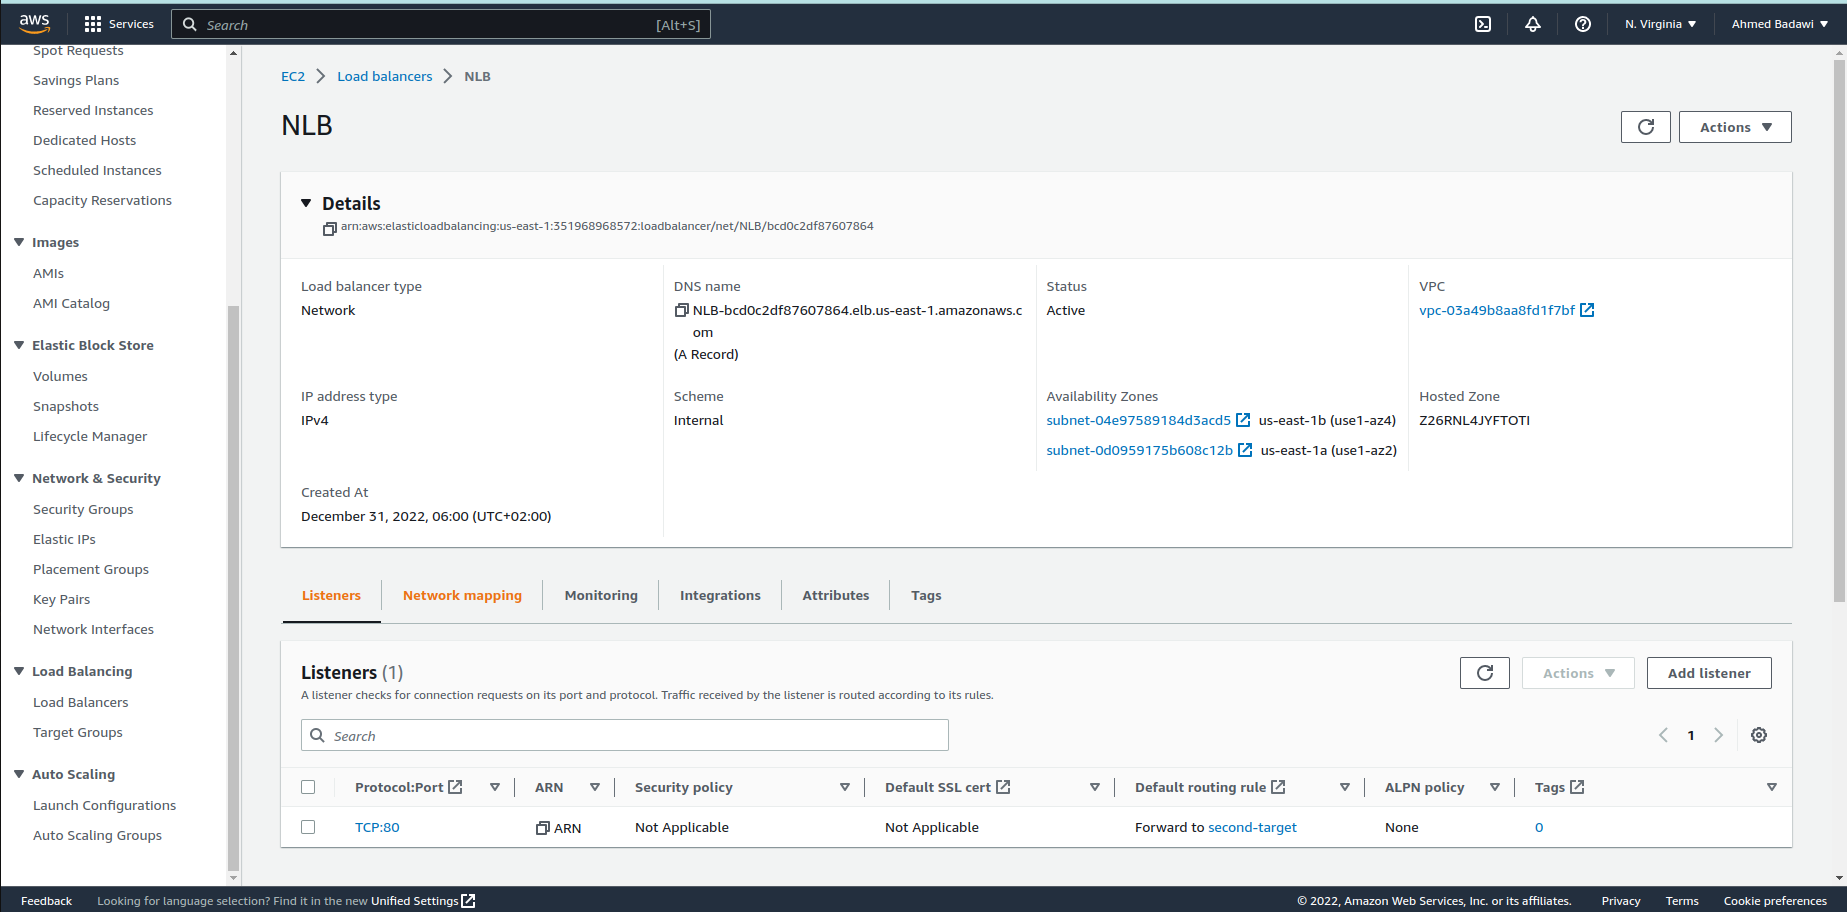 aws
Services
Search
[Alt+S]
N. Virginia
Ahmed Badawi
Spot Requests
Savings Plans
Reserved Instances
Dedicated Hosts
Scheduled Instances
Capacity Reservations
Images
AMIs
AMI Catalog
Elastic Block Store
Volumes
Snapshots
Lifecycle Manager
Network & Security
Security Groups
Elastic IPs
Placement Groups
Key Pairs
Network Interfaces
Load Balancing
Load Balancers
Target Groups
Auto Scaling
Launch Configurations
Auto Scaling Groups
EC2 Load balancers NLB
NLB
Actions
Details
arn:aws:elasticloadbalancing:us-east-1:351968968572:loadbalancer/net/NLB/bcd0c2df87607864
Load balancer type
Network
DNS name
NLB-bcd0c2df87607864.elb.us-east-1.amazonaws.c
om
(A Record)
Status
Active
VPC
vpc-03a49b8aa8fd1f7bf
IP address type
IPv4
Scheme
Internal
Availability Zones
subnet-04e97589184d3acd5 us-east-1b (use1-az4)
subnet-0d0959175b608c12b us-east-1a (use1-az2)
Hosted Zone
Z26RNL4JYFTOTI
Created At
December 31, 2022, 06:00 (UTC+02:00)
Listeners Network mapping Monitoring Integrations Attributes Tags
Listeners (1)
A listener checks for connection requests on its port and protocol. Traffic received by the listener is routed according to its rules.
Actions
Add listener
Search
1
Protocol:Port ARN Security policy Default SSL cert Default routing rule ALPN policy Tags
TCP:80 ARN Not Applicable Not Applicable Forward to second-target None 0
Feedback Looking for language selection? Find it in the new Unified Settings © 2022, Amazon Web Services, Inc. or its affiliates. Privacy Terms Cookie preferences